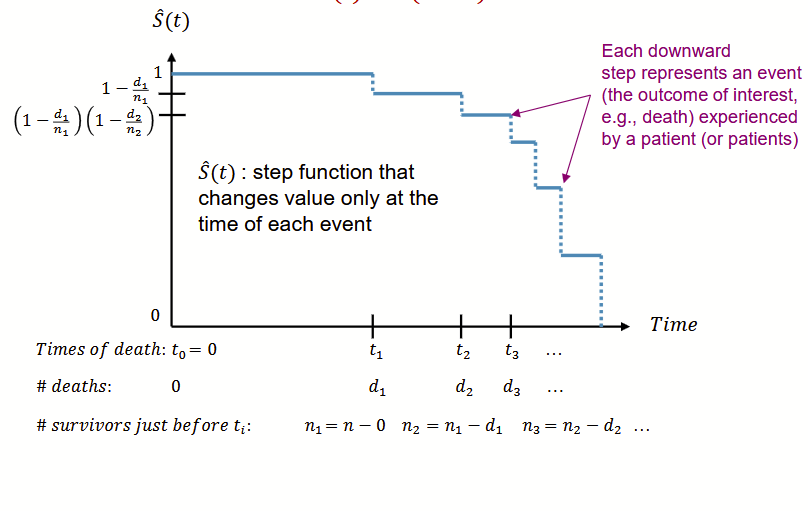 Ŝ(t)
1
1 − d₁/n₁
(1 − d₁/n₁)(1 − d₂/n₂)
0
Each downward
step represents an event
(the outcome of interest,
e.g., death) experienced
by a patient (or patients)
Ŝ(t) : step function that
changes value only at the
time of each event
Time
Times of death: t₀ = 0 t₁ t₂ t₃ …
# deaths: 0 d₁ d₂ d₃ …
# survivors just before tᵢ: n₁ = n − 0 n₂ = n₁ − d₁ n₃ = n₂ − d₂ …